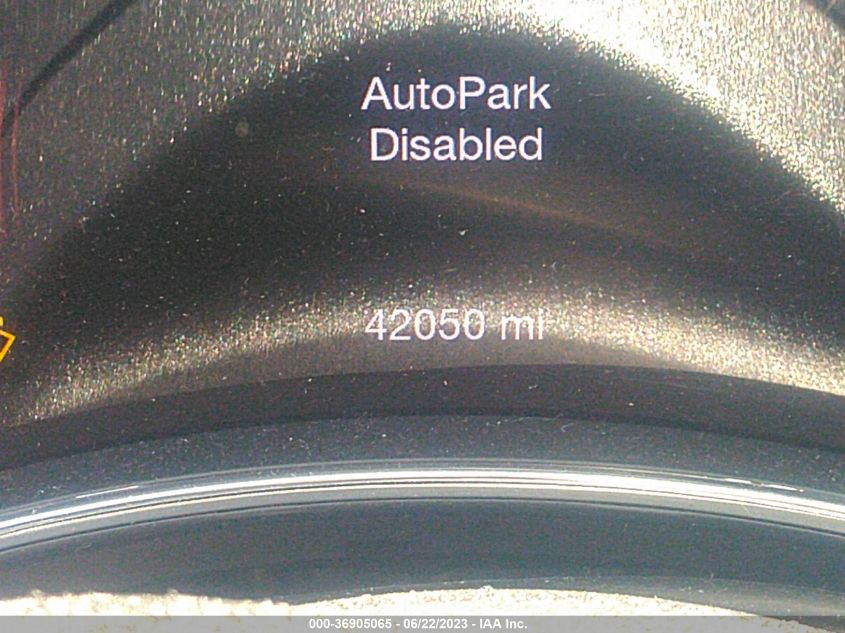 AutoPark
Disabled
42050 mi
000-36905065 - 06/22/2023 - IAA Inc.